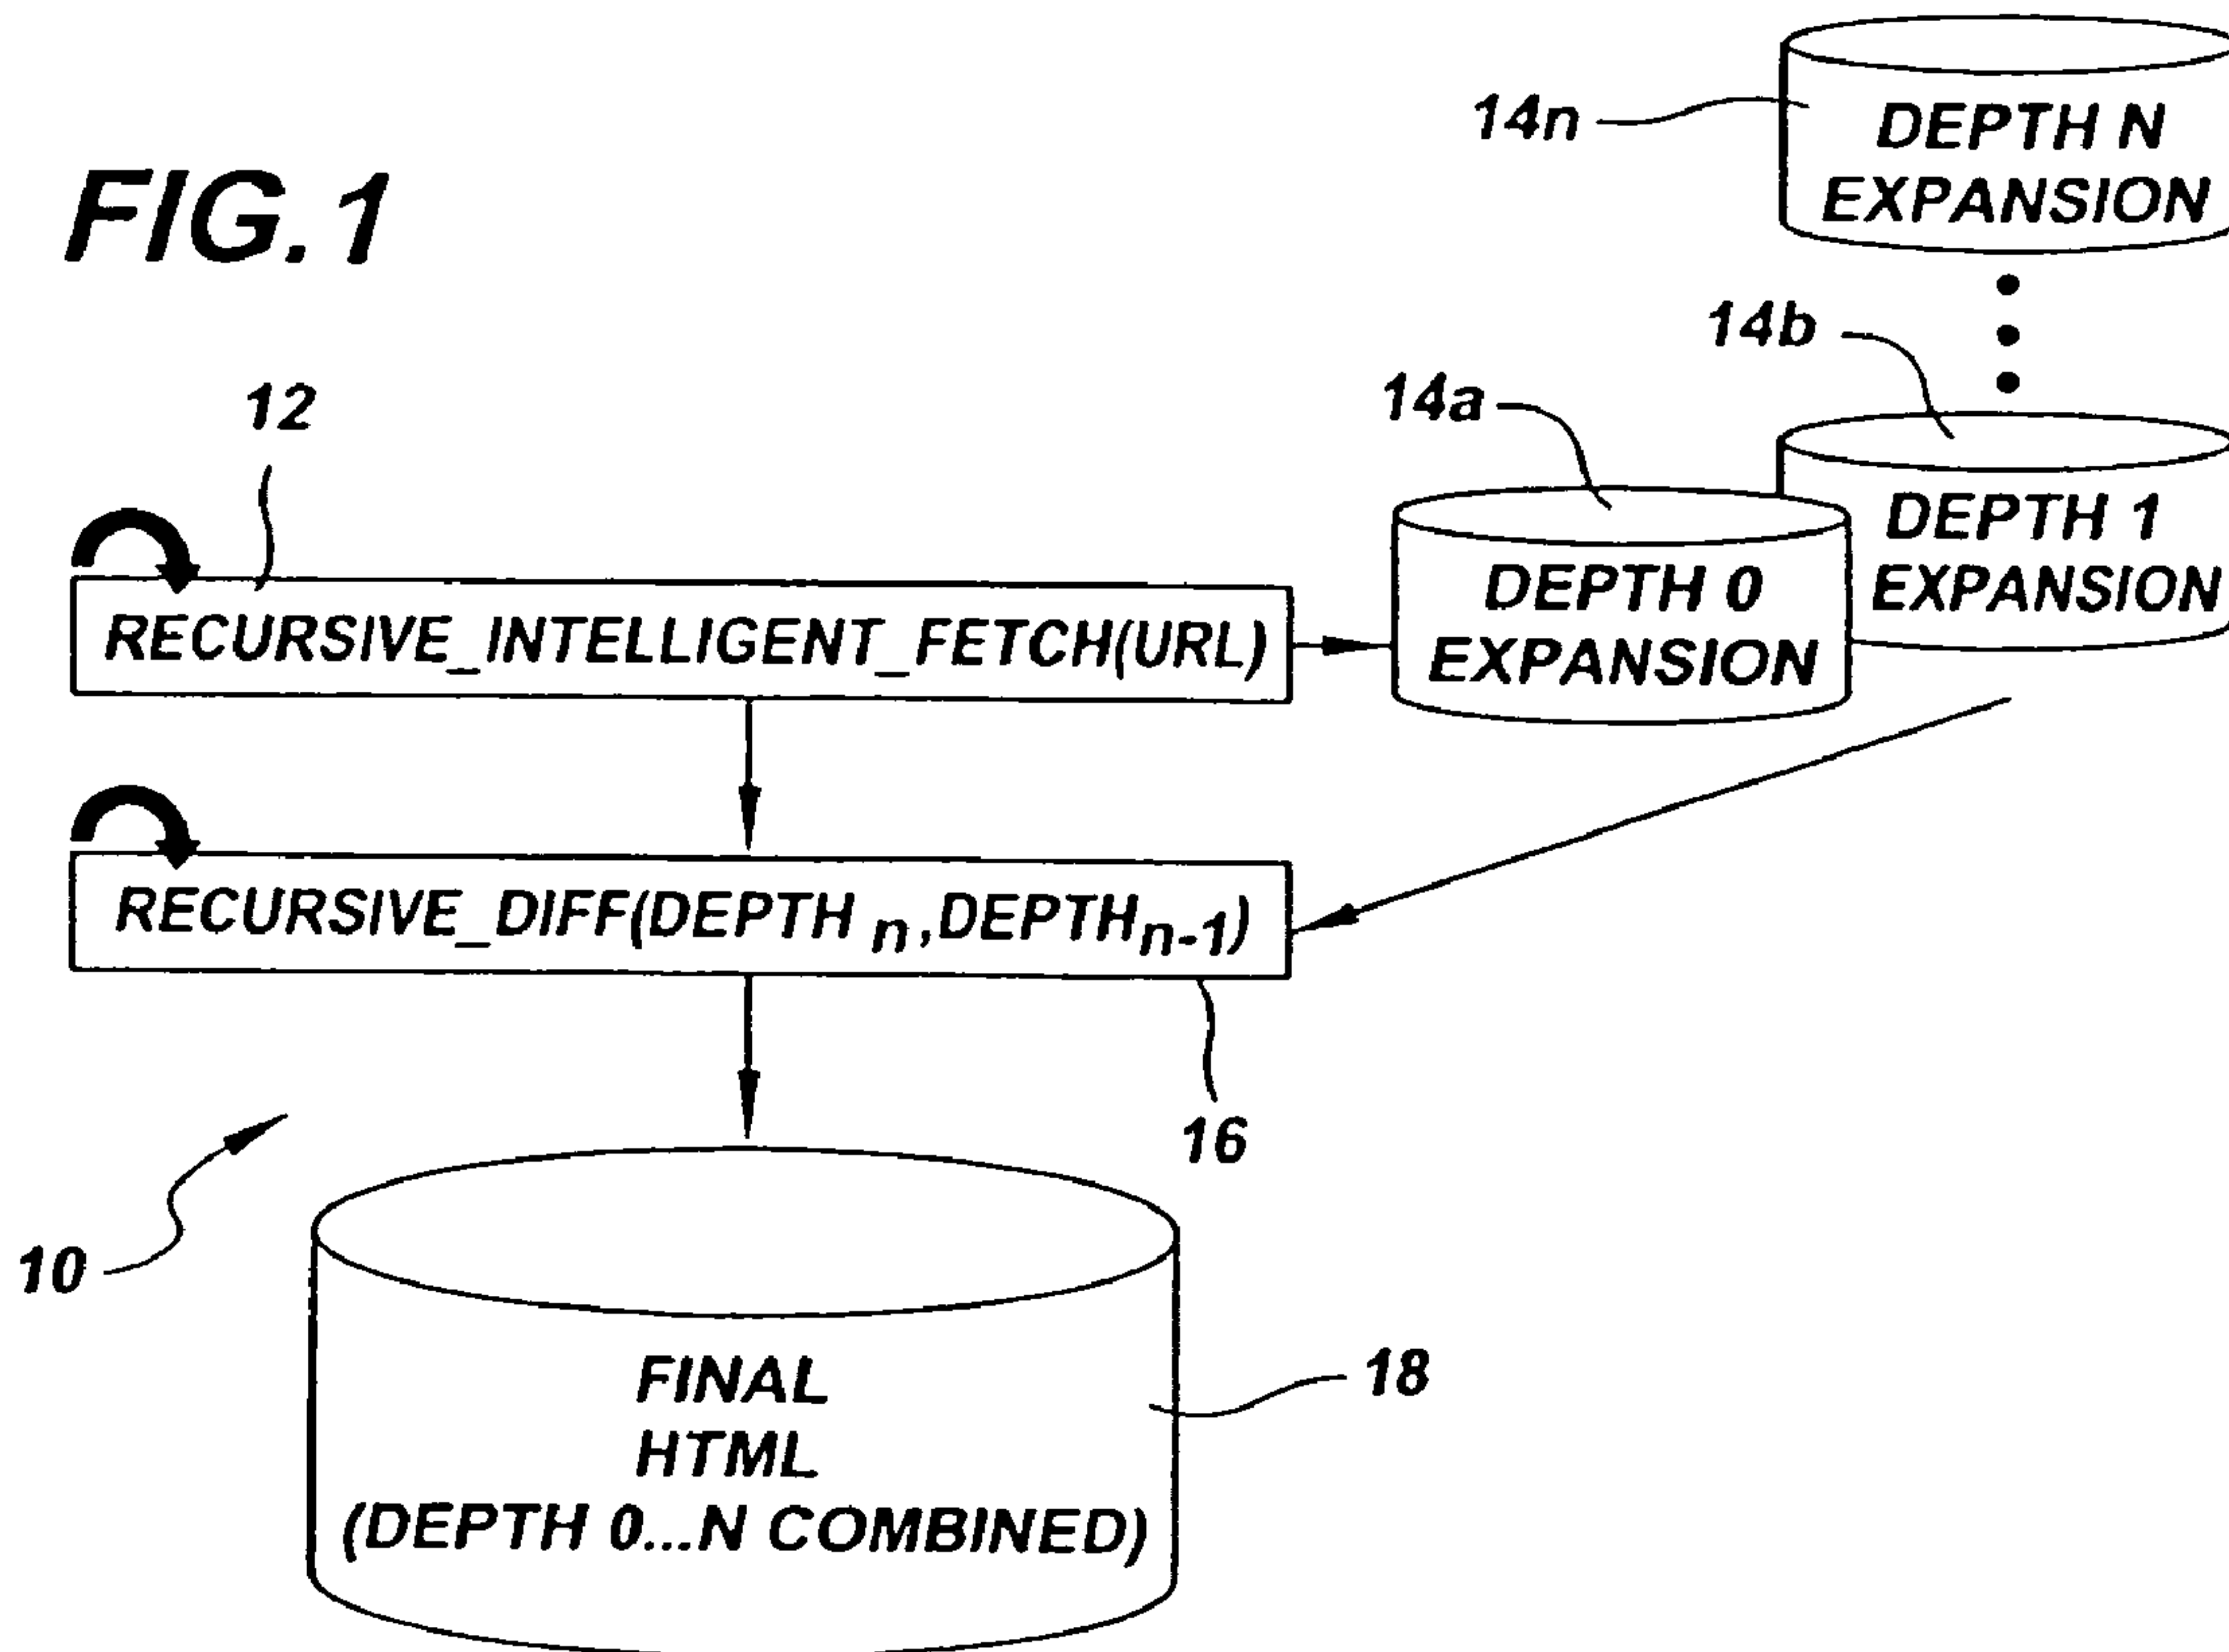 FIG.1
14n
DEPTH N
EXPANSION
14b
14a
12
DEPTH 1
EXPANSION
DEPTH 0
EXPANSION
RECURSIVE_INTELLIGENT_FETCH(URL)
RECURSIVE_DIFF(DEPTH n,DEPTHn-1)
16
10
18
FINAL
HTML
(DEPTH 0...N COMBINED)